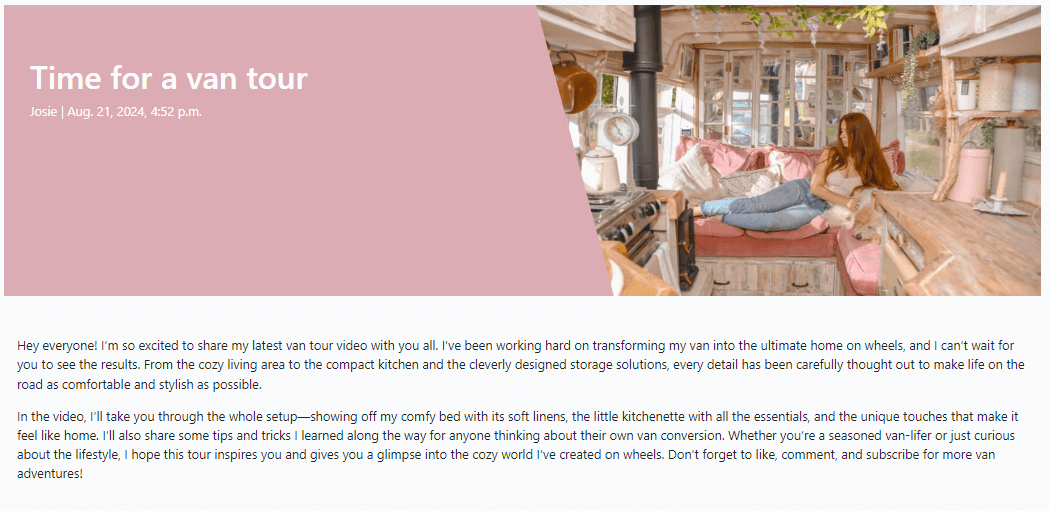 Time for a van tour
Josie | Aug. 21, 2024, 4:52 p.m.
Hey everyone! I’m so excited to share my latest van tour video with you all. I’ve been working hard on transforming my van into the ultimate home on wheels, and I can’t wait for
you to see the results. From the cozy living area to the compact kitchen and the cleverly designed storage solutions, every detail has been carefully thought out to make life on the
road as comfortable and stylish as possible.
In the video, I’ll take you through the whole setup—showing off my comfy bed with its soft linens, the little kitchenette with all the essentials, and the unique touches that make it
feel like home. I’ll also share some tips and tricks I learned along the way for anyone thinking about their own van conversion. Whether you’re a seasoned van-lifer or just curious
about the lifestyle, I hope this tour inspires you and gives you a glimpse into the cozy world I’ve created on wheels. Don’t forget to like, comment, and subscribe for more van
adventures!